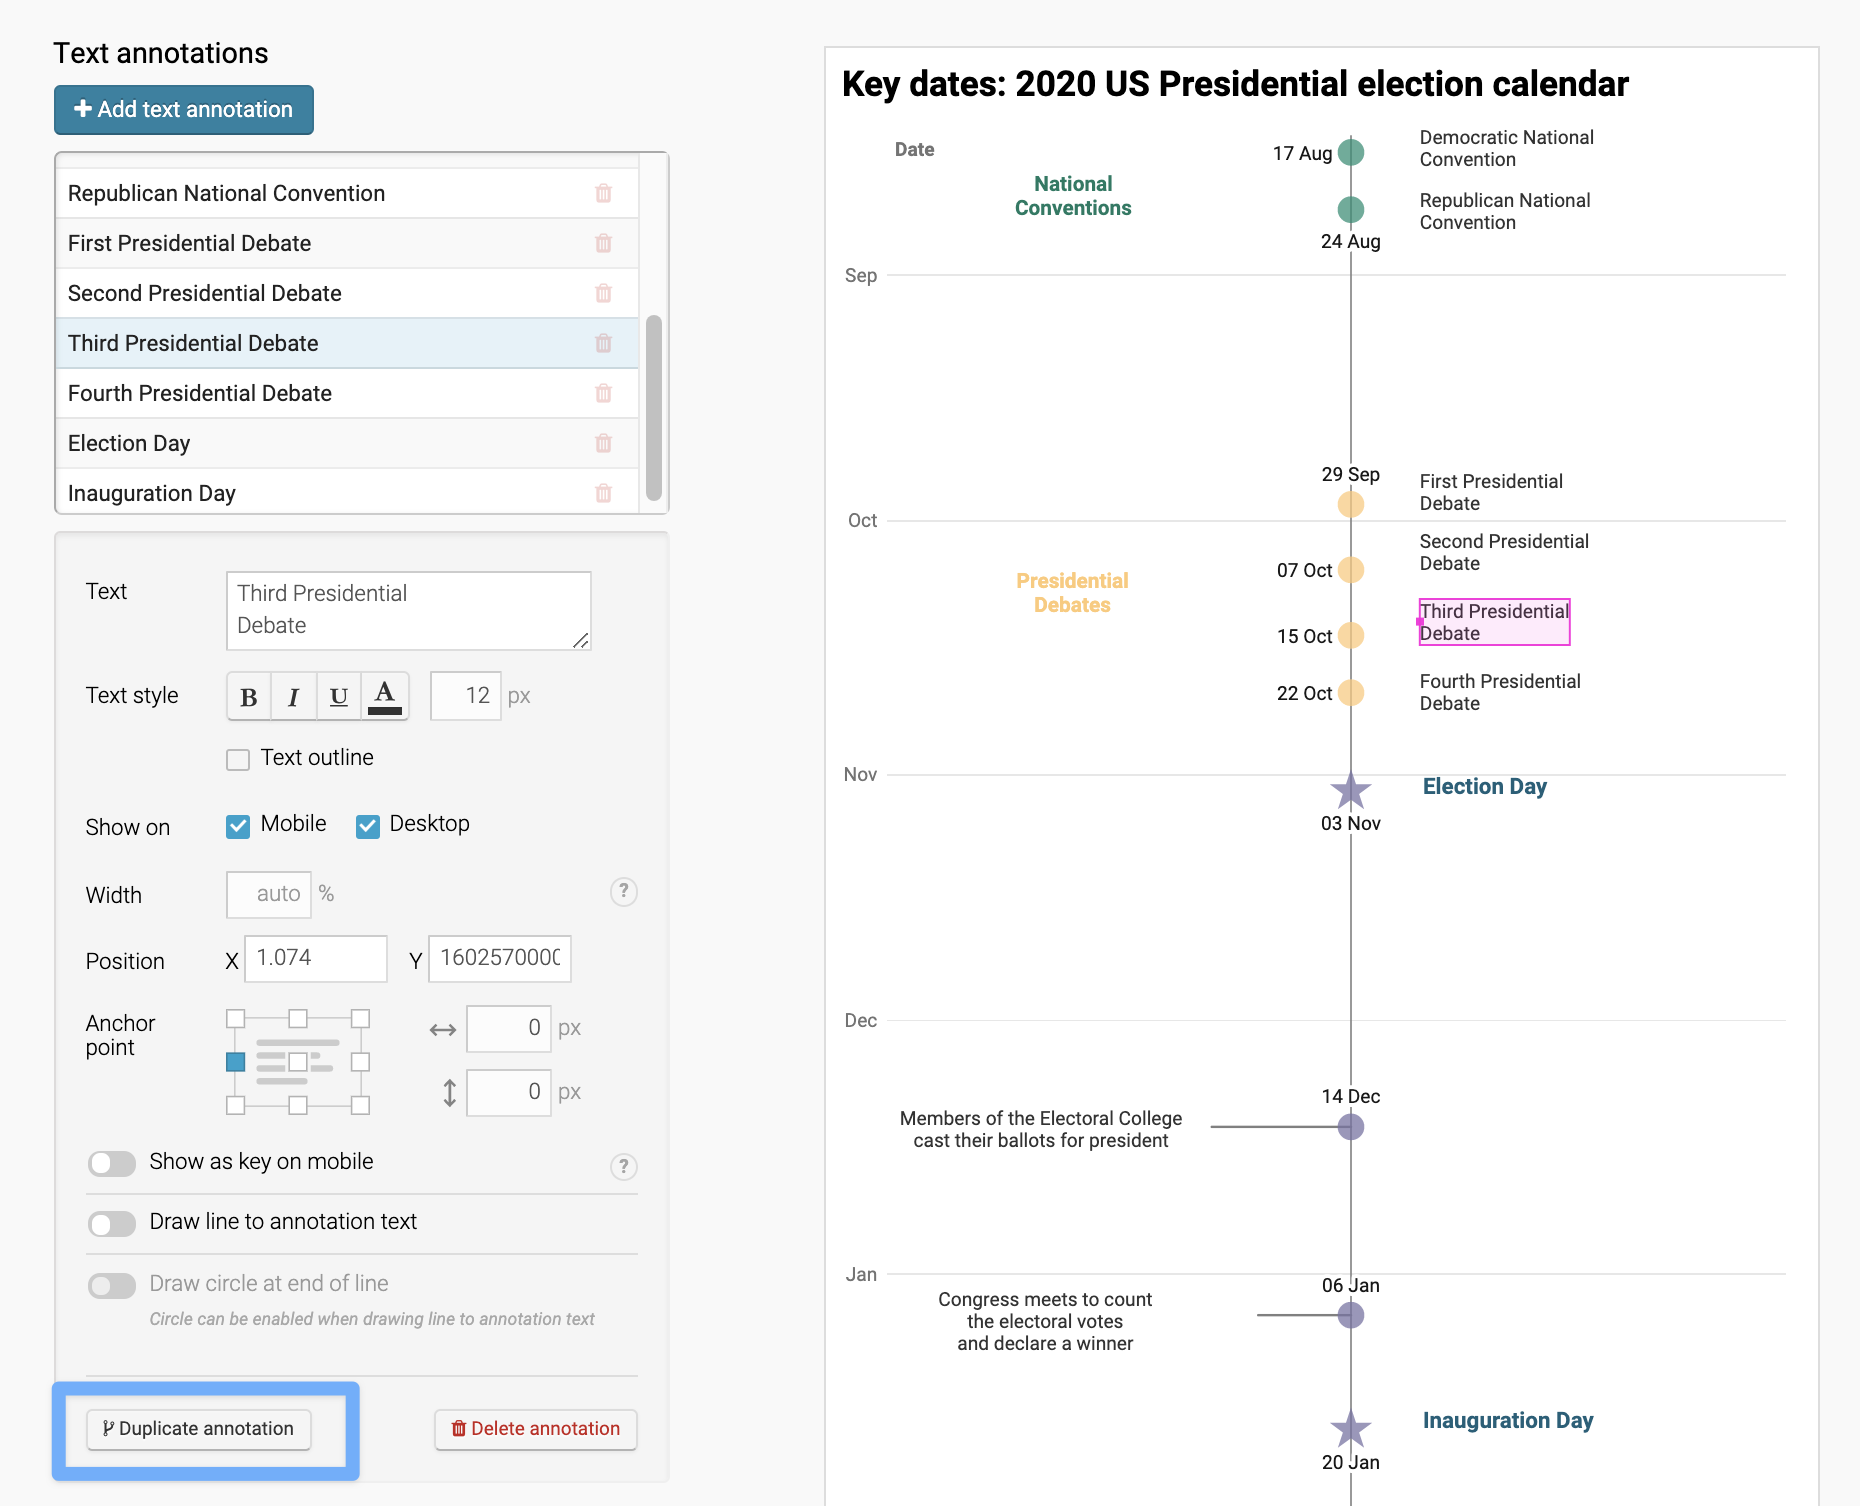 Text annotations
+ Add text annotation
Republican National Convention
First Presidential Debate
Second Presidential Debate
Third Presidential Debate
Fourth Presidential Debate
Election Day
Inauguration Day
Text
Third Presidential
Debate
Text style
B I U A 12 px
Text outline
Show on
Mobile Desktop
Width
auto %
?
Position
X 1.074 Y 1602570000
Anchor
point
0 px
0 px
Show as key on mobile
?
Draw line to annotation text
Draw circle at end of line
Circle can be enabled when drawing line to annotation text
Duplicate annotation
Delete annotation
Key dates: 2020 US Presidential election calendar
Date
17 Aug
Democratic National
Convention
National
Conventions
Republican National
Convention
24 Aug
Sep
29 Sep
First Presidential
Debate
Oct
Second Presidential
Debate
07 Oct
Presidential
Debates
Third Presidential
Debate
15 Oct
Fourth Presidential
Debate
22 Oct
Nov
Election Day
03 Nov
Dec
14 Dec
Members of the Electoral College
cast their ballots for president
Jan
06 Jan
Congress meets to count
the electoral votes
and declare a winner
Inauguration Day
20 Jan